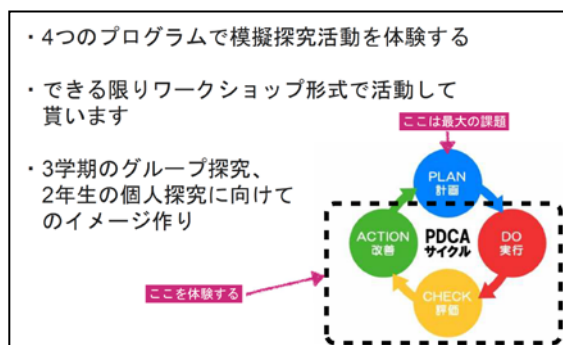 ・4つのプログラムで模擬探究活動を体験する
・できる限りワークショップ形式で活動して
貰います
ここは最大の課題
・3学期のグループ探究、
2年生の個人探究に向けて
のイメージ作り
PLAN
計画
ACTION
改善
PDCA
サイクル
DO
実行
ここを体験する
CHECK
評価